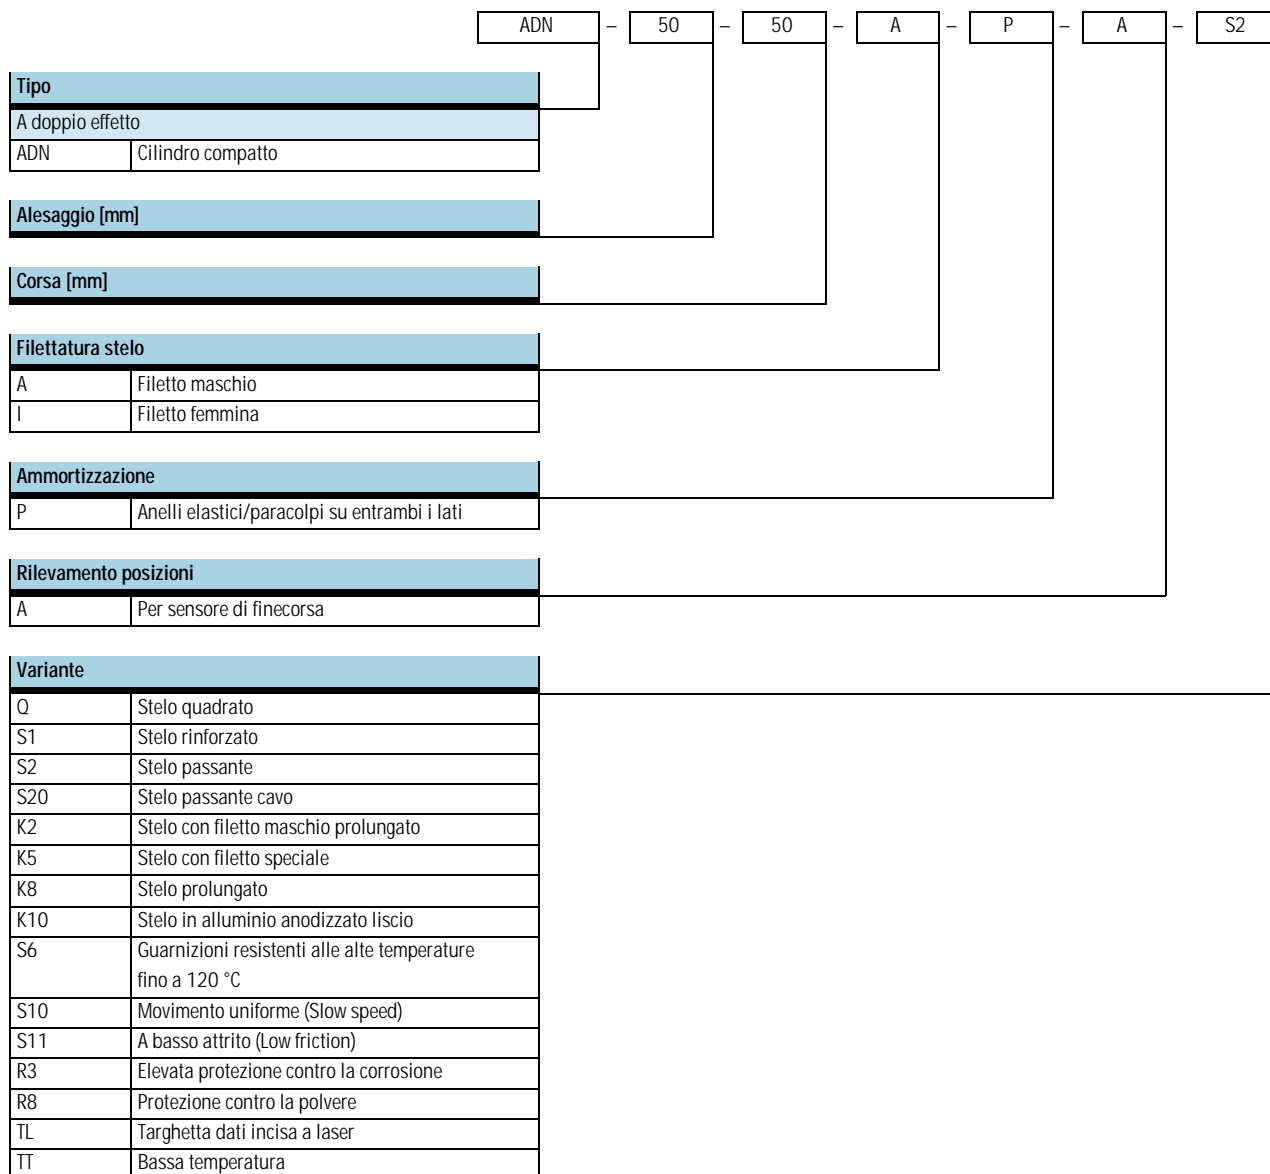 ADN – 50 – 50 – A – P – A – S2
Tipo
A doppio effetto
ADN Cilindro compatto
Alesaggio [mm]
Corsa [mm]
Filettatura stelo
A Filetto maschio
I Filetto femmina
Ammortizzazione
P Anelli elastici/paracolpi su entrambi i lati
Rilevamento posizioni
A Per sensore di finecorsa
Variante
Q Stelo quadrato
S1 Stelo rinforzato
S2 Stelo passante
S20 Stelo passante cavo
K2 Stelo con filetto maschio prolungato
K5 Stelo con filetto speciale
K8 Stelo prolungato
K10 Stelo in alluminio anodizzato liscio
S6 Guarnizioni resistenti alle alte temperature
fino a 120 °C
S10 Movimento uniforme (Slow speed)
S11 A basso attrito (Low friction)
R3 Elevata protezione contro la corrosione
R8 Protezione contro la polvere
TL Targhetta dati incisa a laser
TT Bassa temperatura